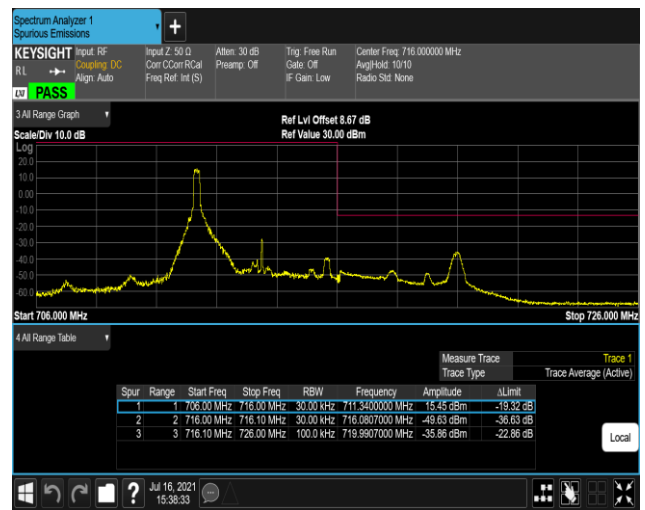 Spectrum Analyzer 1
Spurious Emissions
+
KEYSIGHT Input: RF Input Z: 50 Ω Atten: 30 dB Trig: Free Run Center Freq: 716.000000 MHz
R L Coupling: DC Corr CCorr RCal Preamp: Off Gate: Off Avg|Hold: 10/10
Align: Auto Freq Ref: Int (S) IF Gain: Low Radio Std: None
LXI PASS
3 All Range Graph
Ref Lvl Offset 8.67 dB
Scale/Div 10.0 dB Ref Value 30.00 dBm
Log
20.0
10.0
0.00
-10.0
-20.0
-30.0
-40.0
-50.0
-60.0
Start 706.000 MHz Stop 726.000 MHz
4 All Range Table
Measure Trace Trace 1
Trace Type Trace Average (Active)
Spur Range Start Freq Stop Freq RBW Frequency Amplitude ΔLimit
1 1 706.00 MHz 716.00 MHz 30.00 kHz 711.3400000 MHz 15.45 dBm -19.32 dB
2 2 716.00 MHz 716.10 MHz 30.00 kHz 716.0807000 MHz -49.63 dBm -36.63 dB
3 3 716.10 MHz 726.00 MHz 100.0 kHz 719.9907000 MHz -35.86 dBm -22.86 dB
Local
? Jul 16, 2021
15:38:33